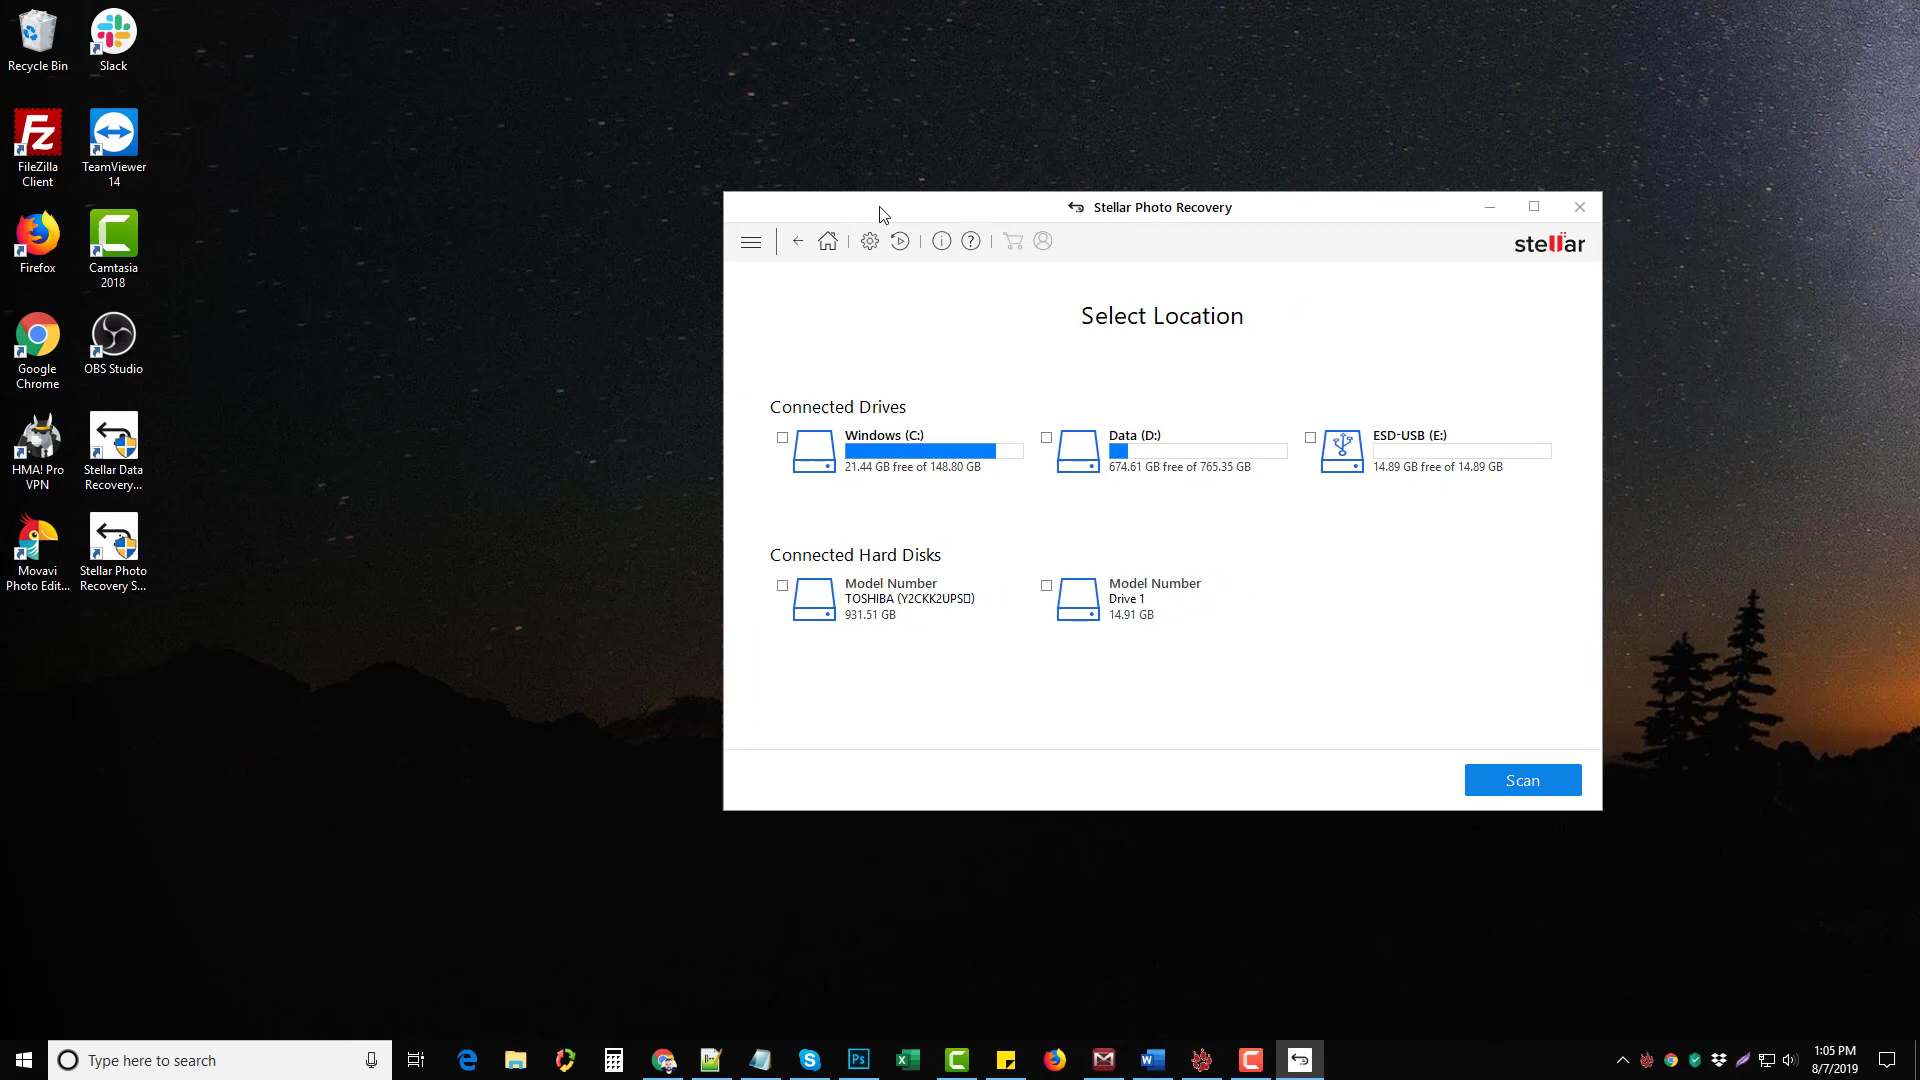 Recycle Bin
Slack
FileZilla
Client
TeamViewer
14
Firefox
Camtasia
2018
Google
Chrome
OBS Studio
HMA! Pro
VPN
Stellar Data
Recovery...
Movavi
Photo Edit...
Stellar Photo
Recovery S...
Stellar Photo Recovery
stellar
Select Location
Connected Drives
Windows (C:)
21.44 GB free of 148.80 GB
Data (D:)
674.61 GB free of 765.35 GB
ESD-USB (E:)
14.89 GB free of 14.89 GB
Connected Hard Disks
Model Number
TOSHIBA (Y2CKK2UPS▯)
931.51 GB
Model Number
Drive 1
14.91 GB
Scan
Type here to search
1:05 PM
8/7/2019